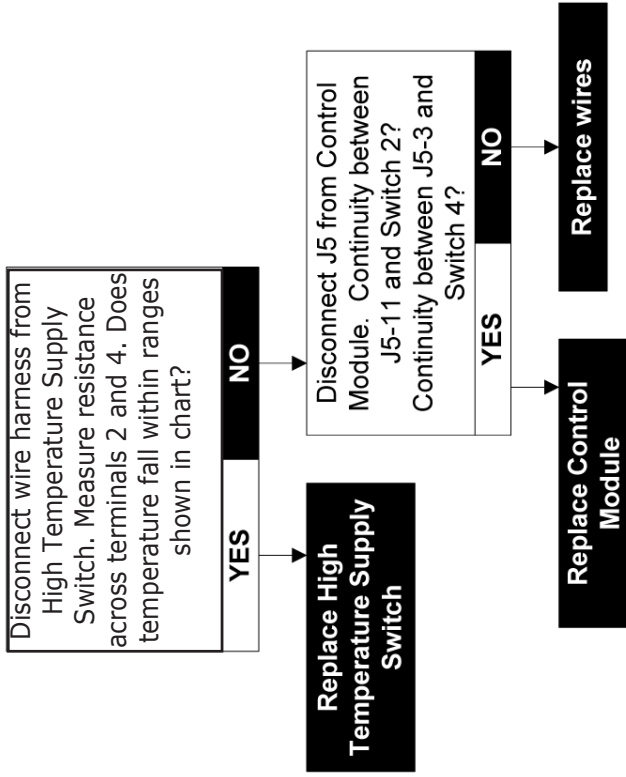 Disconnect wire harness from
High Temperature Supply
Switch. Measure resistance
across terminals 2 and 4. Does
temperature fall within ranges
shown in chart?
YES
NO
Replace High
Temperature Supply
Switch
Disconnect J5 from Control
Module. Continuity between
J5-11 and Switch 2?
Continuity between J5-3 and
Switch 4?
YES
NO
Replace Control
Module
Replace wires